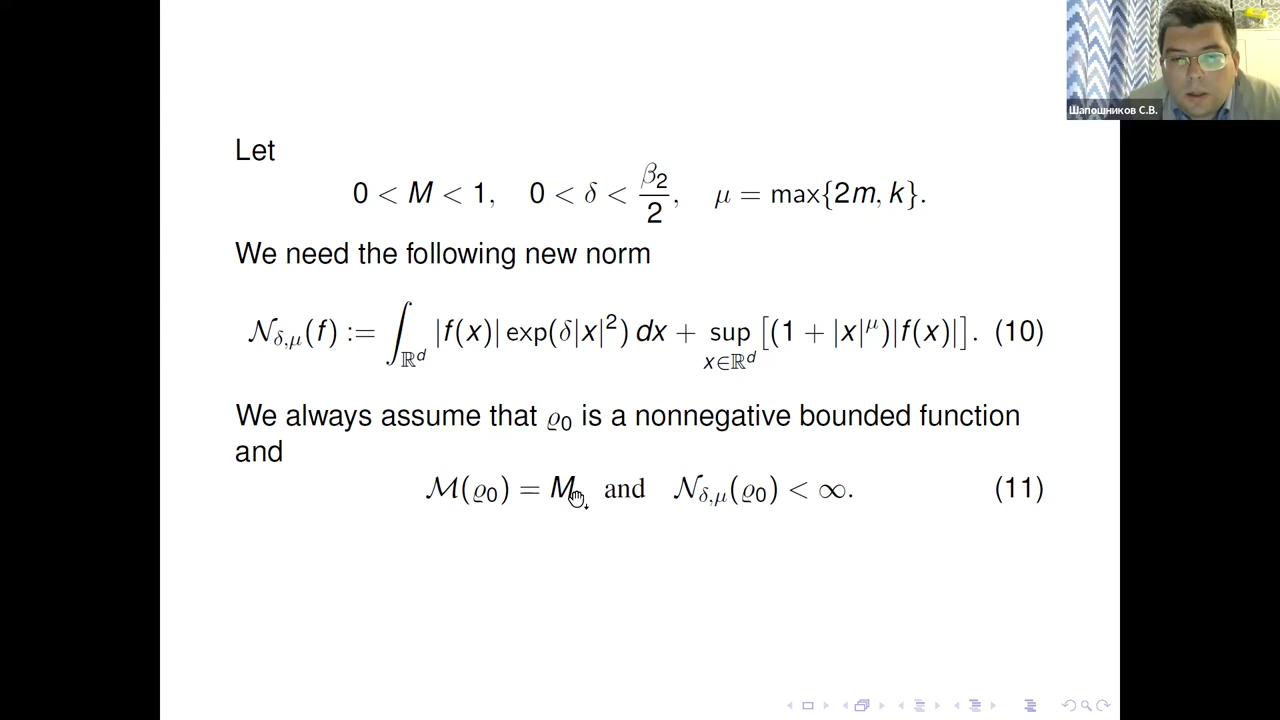 Шапошников С.В.
Let
0 < M < 1, 0 < δ < β₂/2, μ = max{2m, k}.
We need the following new norm
𝒩_{δ,μ}(f) := ∫_{ℝ^d} |f(x)| exp(δ|x|²) dx + sup_{x∈ℝ^d} [(1 + |x|^μ)|f(x)|]. (10)
We always assume that ϱ₀ is a nonnegative bounded function
and
ℳ(ϱ₀) = M, and 𝒩_{δ,μ}(ϱ₀) < ∞. (11)